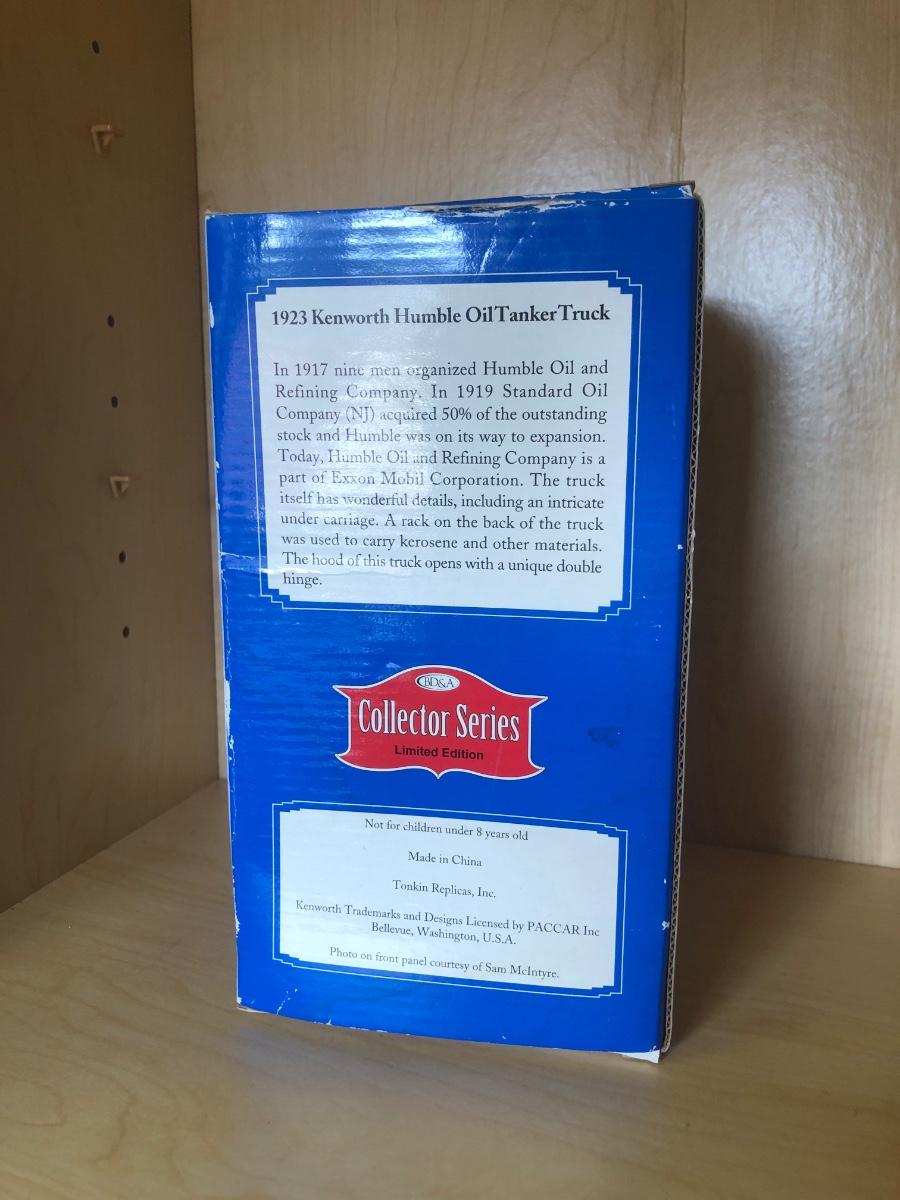 1923 Kenworth Humble Oil Tanker Truck
In 1917 nine men organized Humble Oil and
Refining Company. In 1919 Standard Oil
Company (NJ) acquired 50% of the outstanding
stock and Humble was on its way to expansion.
Today, Humble Oil and Refining Company is a
part of Exxon Mobil Corporation. The truck
itself has wonderful details, including an intricate
under carriage. A rack on the back of the truck
was used to carry kerosene and other materials.
The hood of this truck opens with a unique double
hinge.
BD&A
Collector Series
Limited Edition
Not for children under 8 years old
Made in China
Tonkin Replicas, Inc.
Kenworth Trademarks and Designs Licensed by PACCAR Inc
Bellevue, Washington, U.S.A.
Photo on front panel courtesy of Sam McIntyre.